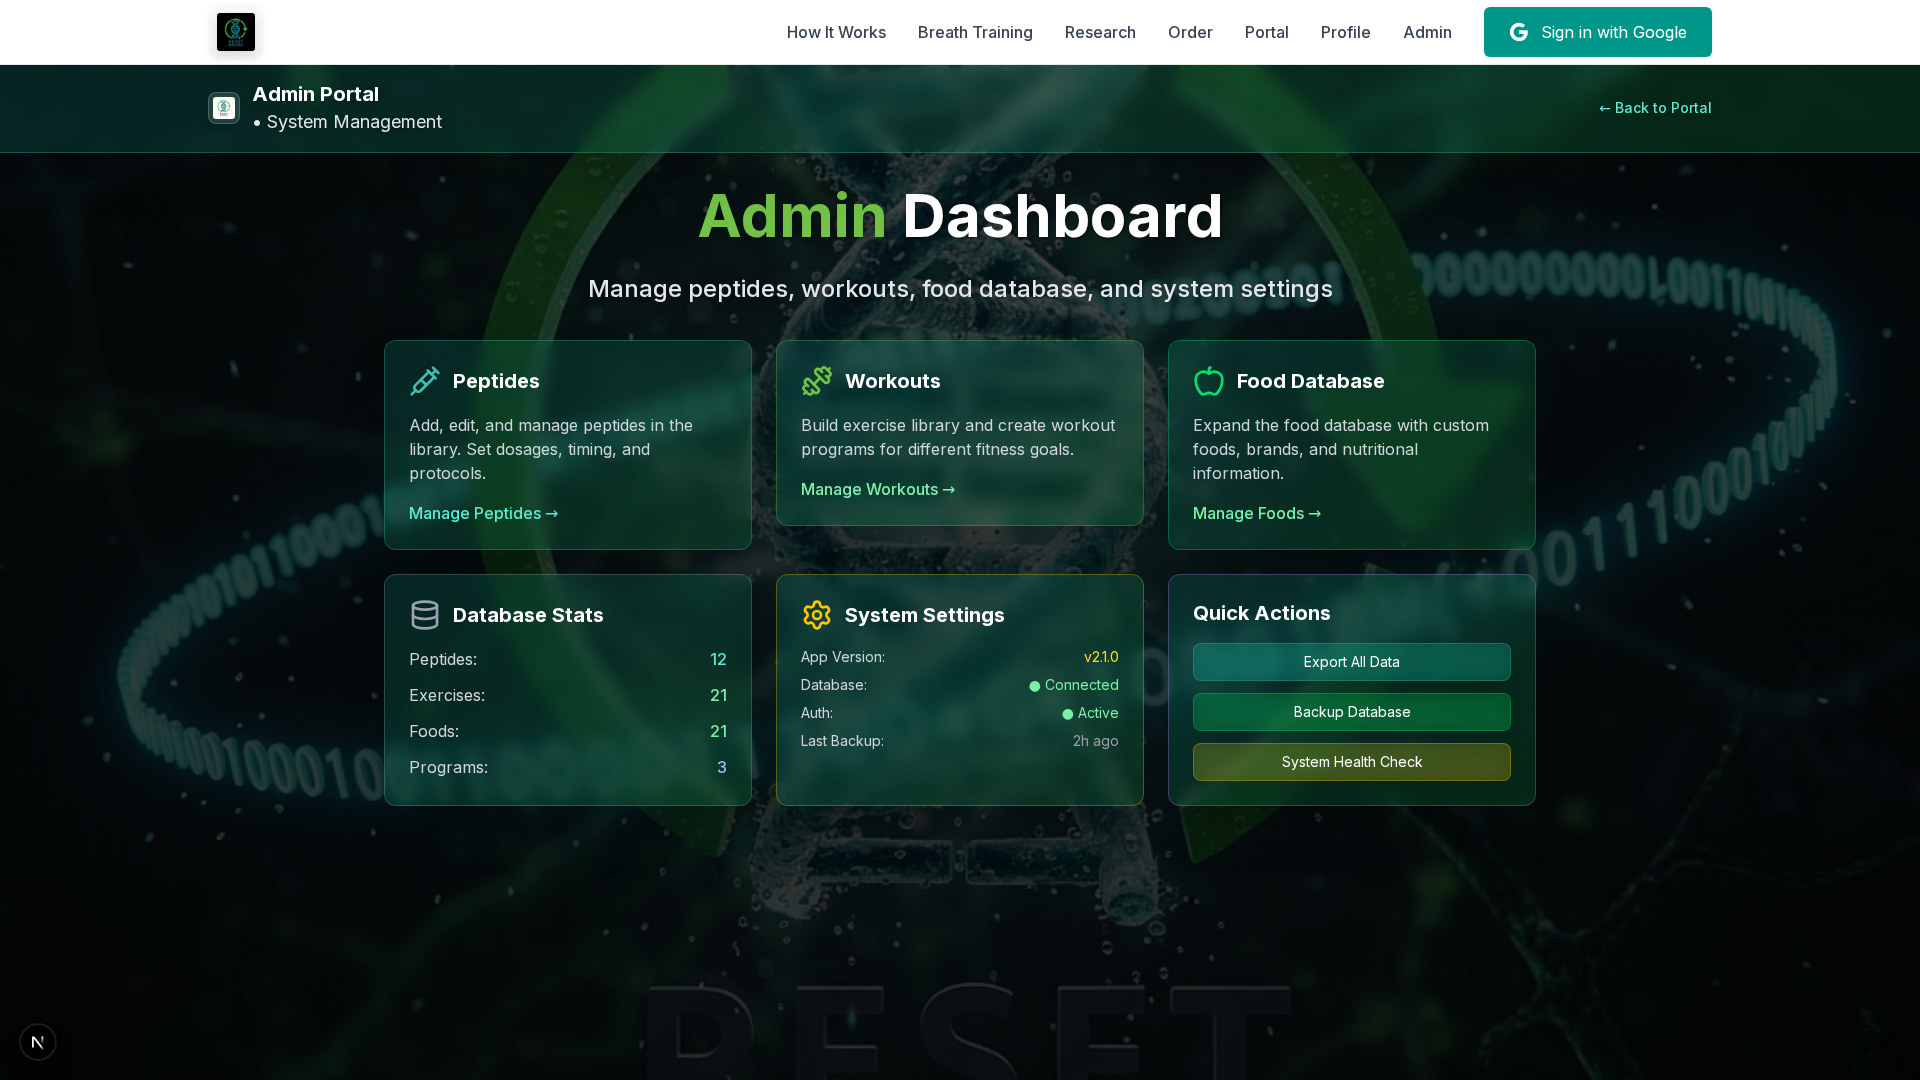 How It Works
Breath Training
Research
Order
Portal
Profile
Admin
Sign in with Google
Admin Portal
• System Management
← Back to Portal
Admin Dashboard
Manage peptides, workouts, food database, and system settings
Peptides
Add, edit, and manage peptides in the
library. Set dosages, timing, and
protocols.
Manage Peptides →
Workouts
Build exercise library and create workout
programs for different fitness goals.
Manage Workouts →
Food Database
Expand the food database with custom
foods, brands, and nutritional
information.
Manage Foods →
Database Stats
Peptides: 12
Exercises: 21
Foods: 21
Programs: 3
System Settings
App Version: v2.1.0
Database: ● Connected
Auth: ● Active
Last Backup: 2h ago
Quick Actions
Export All Data
Backup Database
System Health Check
RESET
N